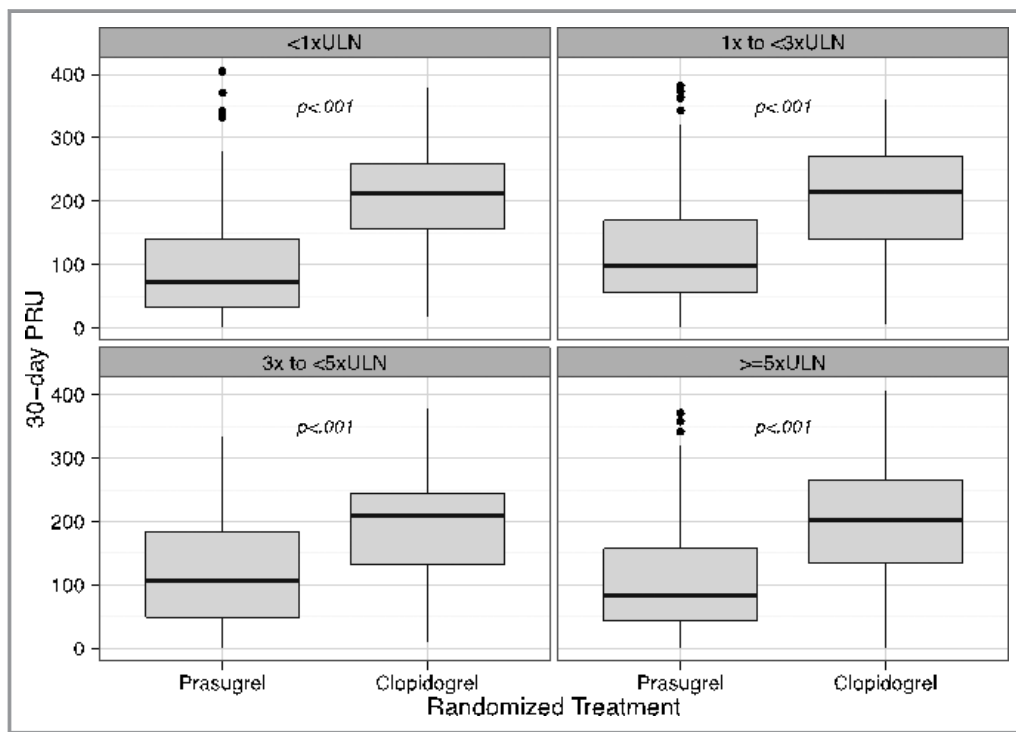 <1xULN
1x to <3xULN
400
300
200
100
0
p<.001
p<.001
3x to <5xULN
>=5xULN
400
300
200
100
0
p<.001
p<.001
30-day PRU
Prasugrel
Clopidogrel
Prasugrel
Clopidogrel
Randomized Treatment